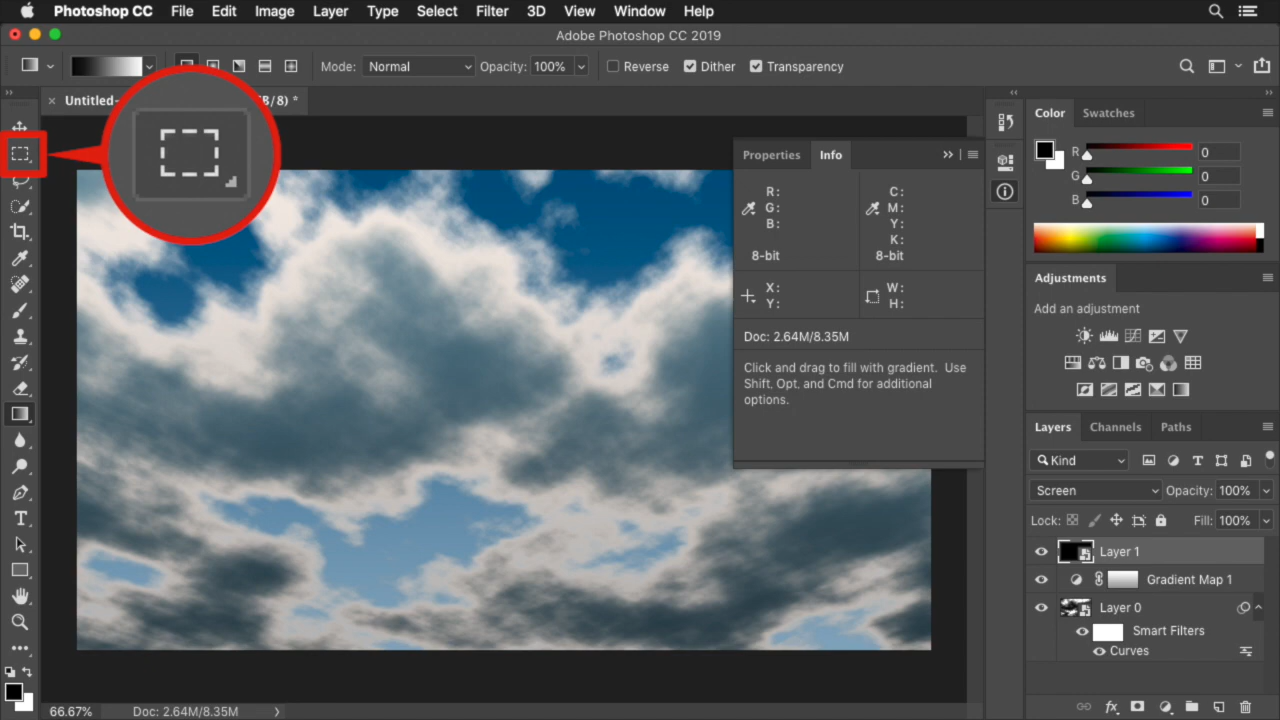 Photoshop CC File Edit Image Layer Type Select Filter 3D View Window Help
Adobe Photoshop CC 2019
Mode: Normal Opacity: 100% Reverse Dither Transparency
Untitled- B/8) *
Properties Info
R: C:
G: M:
B: Y:
K:
8-bit 8-bit
X: W:
Y: H:
Doc: 2.64M/8.35M
Click and drag to fill with gradient. Use
Shift, Opt, and Cmd for additional
options.
Color Swatches
R 0
G 0
B 0
Adjustments
Add an adjustment
Layers Channels Paths
Kind
Screen Opacity: 100%
Lock: Fill: 100%
Layer 1
Gradient Map 1
Layer 0
Smart Filters
Curves
66.67% Doc: 2.64M/8.35M